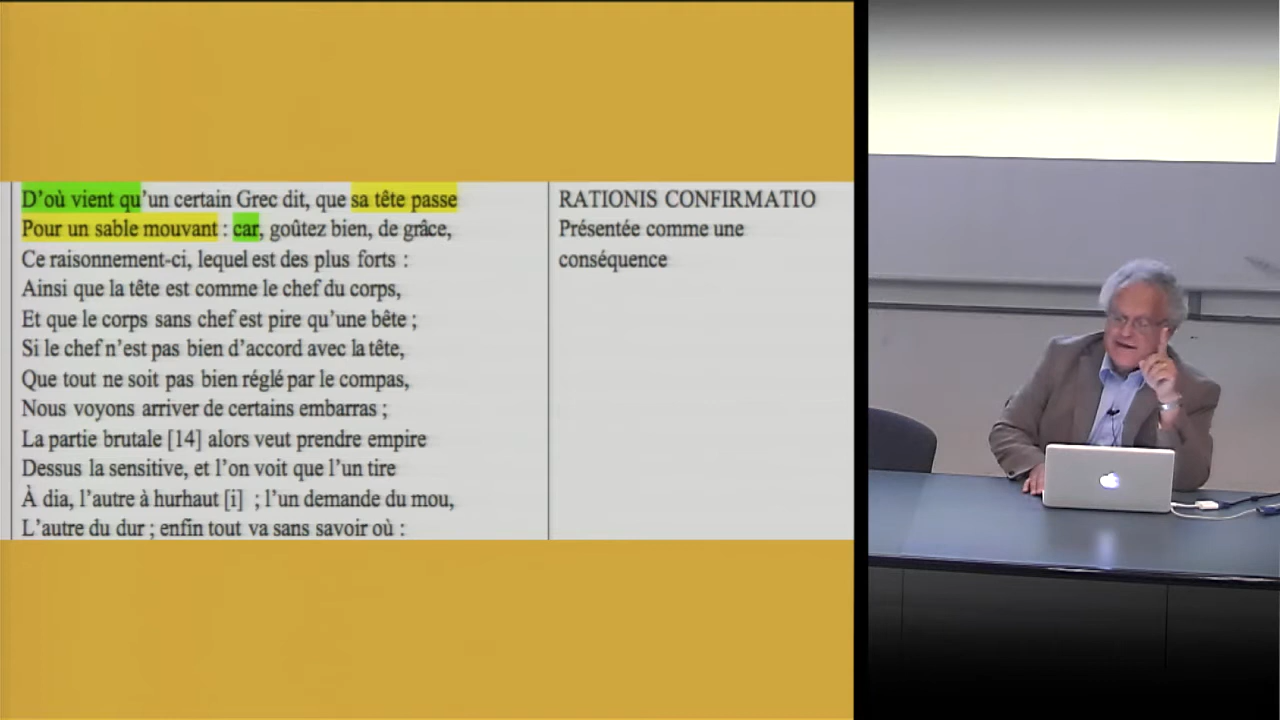 D'où vient qu'un certain Grec dit, que sa tête passe
Pour un sable mouvant : car, goûtez bien, de grâce,
Ce raisonnement-ci, lequel est des plus forts :
Ainsi que la tête est comme le chef du corps,
Et que le corps sans chef est pire qu'une bête ;
Si le chef n'est pas bien d'accord avec la tête,
Que tout ne soit pas bien réglé par le compas,
Nous voyons arriver de certains embarras ;
La partie brutale [14] alors veut prendre empire
Dessus la sensitive, et l'on voit que l'un tire
À dia, l'autre à hurhaut [i] ; l'un demande du mou,
L'autre du dur ; enfin tout va sans savoir où :
RATIONIS CONFIRMATIO
Présentée comme une
conséquence